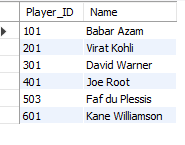 Player_ID Name
101 Babar Azam
201 Virat Kohli
301 David Warner
401 Joe Root
503 Faf du Plessis
601 Kane Williamson